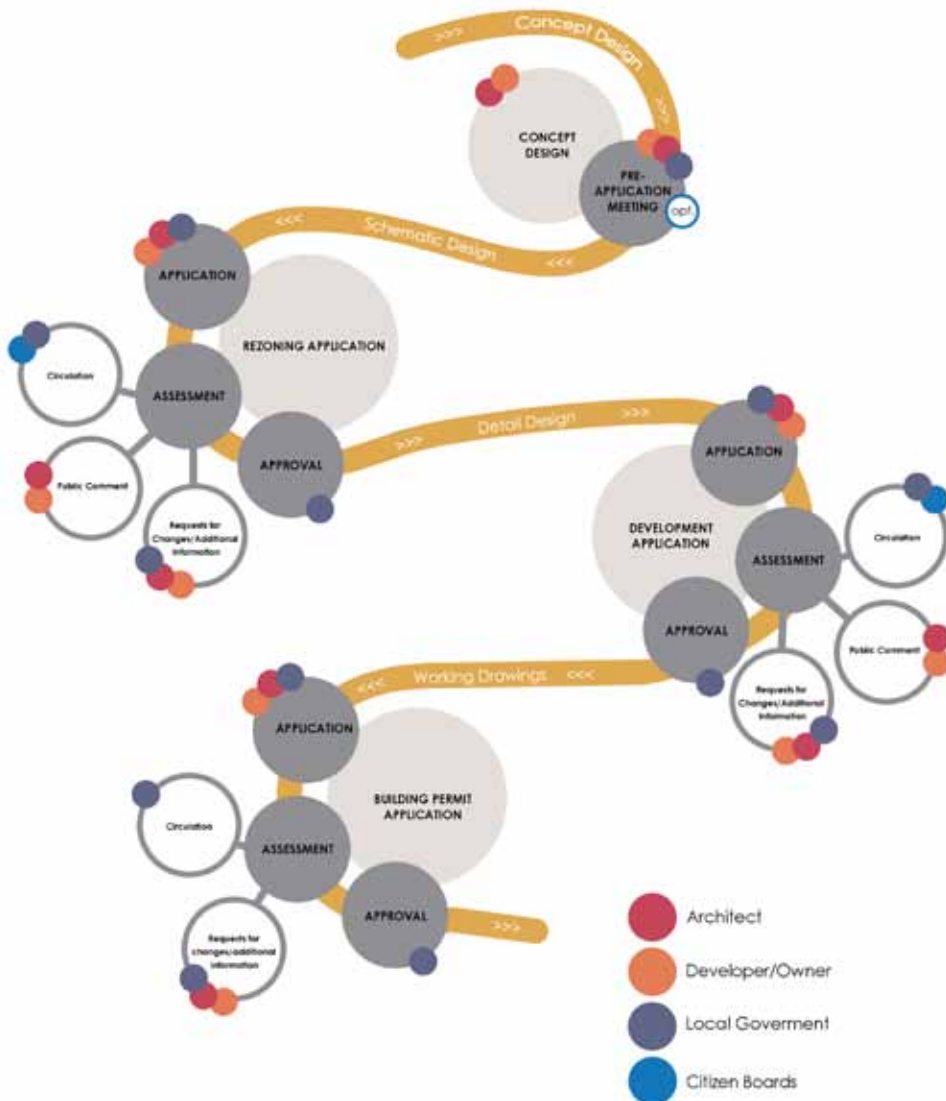 >>> Concept Design >>>
CONCEPT
DESIGN
PRE-
APPLICATION
MEETING
opt.
<<< Schematic Design <<<
APPLICATION
REZONING APPLICATION
Circulation
ASSESSMENT
Public Comment
Requests for
Changes/Additional
Information
APPROVAL
>>> Detail Design >>>
APPLICATION
DEVELOPMENT
APPLICATION
Circulation
ASSESSMENT
Public Comment
Requests for
Changes/Additional
Information
APPROVAL
<<< Working Drawings <<<
APPLICATION
BUILDING PERMIT
APPLICATION
Circulation
ASSESSMENT
Requests for
changes/additional
information
APPROVAL
>>>
Architect
Developer/Owner
Local Goverment
Citizen Boards